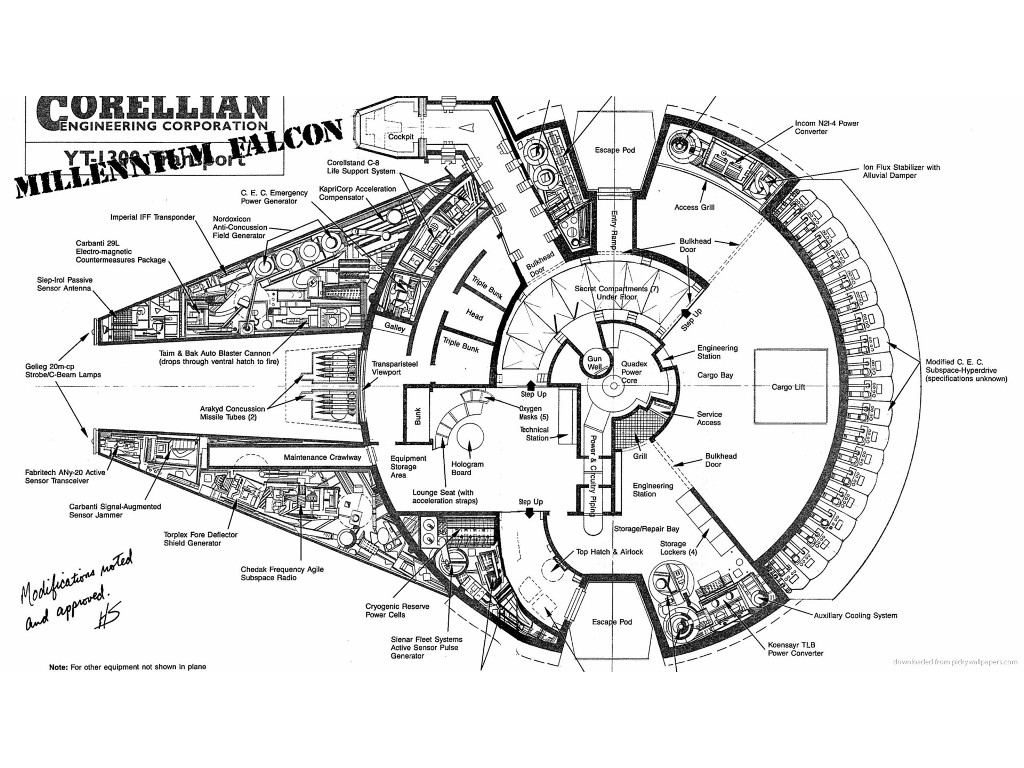 CORELLIAN
ENGINEERING CORPORATION
YT-1300 Transport
MILLENNIUM FALCON
Cockpit
Corellstand C-8
Life Support System
KapriCorp Acceleration
Compensator
C. E. C. Emergency
Power Generator
Nordoxicon
Anti-Concussion
Field Generator
Imperial IFF Transponder
Carbanti 29L
Electro-magnetic
Countermeasures Package
Siep-Irol Passive
Sensor Antenna
Taim & Bak Auto Blaster Cannon
(drops through ventral hatch to fire)
Gelieg 20m-cp
Strobe/C-Beam Lamps
Arakyd Concussion
Missile Tubes (2)
Transparisteel
Viewport
Galley
Triple Bunk
Head
Triple Bunk
Bulkhead
Door
Escape Pod
Entry Ramp
Access Grill
Incom N2I-4 Power
Converter
Ion Flux Stabilizer with
Alluvial Damper
Bulkhead
Door
Secret Compartments (7)
Under Floor
Step Up
Gun
Well
Quadex
Power
Core
Engineering
Station
Cargo Bay
Cargo Lift
Modified C. E. C.
Subspace-Hyperdrive
(specifications unknown)
Service
Access
Bulkhead
Door
Grill
Step Up
Oxygen
Masks (5)
Technical
Station
Power & Circuitry Piping
Bunk
Equipment
Storage
Area
Hologram
Board
Lounge Seat (with
acceleration straps)
Maintenance Crawlway
Fabritech ANy-20 Active
Sensor Transceiver
Carbanti Signal-Augmented
Sensor Jammer
Torplex Fore Deflector
Shield Generator
Chedak Frequency Agile
Subspace Radio
Step Up
Engineering
Station
Storage/Repair Bay
Storage
Lockers (4)
Top Hatch & Airlock
Cryogenic Reserve
Power Cells
Sienar Fleet Systems
Active Sensor Pulse
Generator
Escape Pod
Auxiliary Cooling System
Koensayr TLB
Power Converter
Modifications noted
and approved.
HS
Note: For other equipment not shown in plane
downloaded from pickywallpapers.com